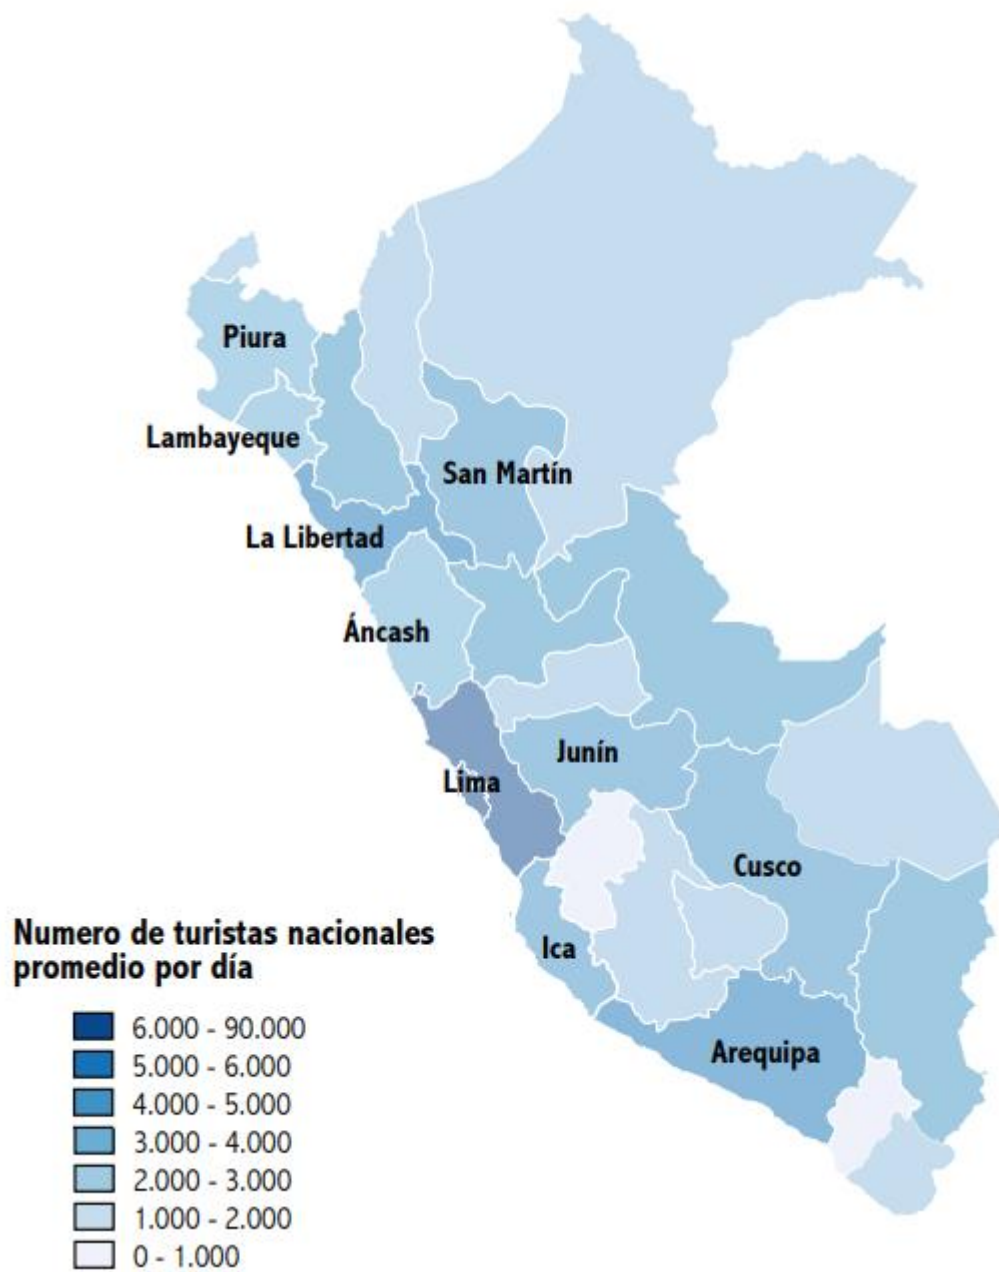 Piura
Lambayeque
San Martín
La Libertad
Áncash
Junín
Lima
Cusco
Ica
Arequipa
Numero de turistas nacionales
promedio por día
6.000 - 90.000
5.000 - 6.000
4.000 - 5.000
3.000 - 4.000
2.000 - 3.000
1.000 - 2.000
0 - 1.000